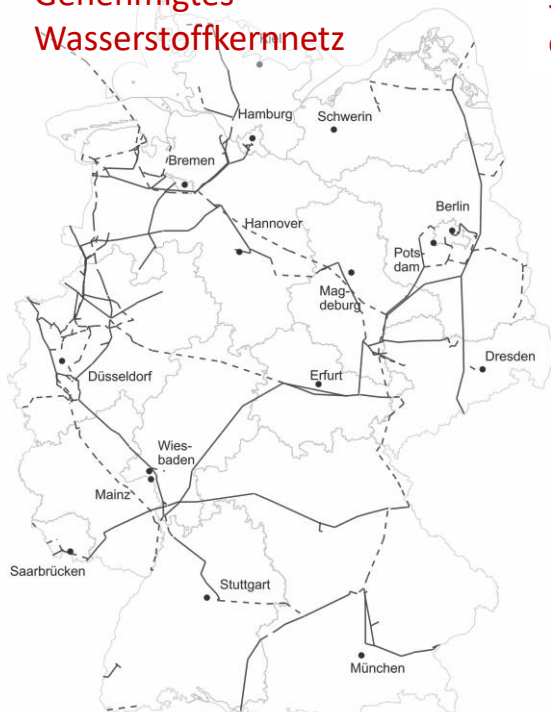 Genehmigtes
Wasserstoffkernnetz
Kiel
Hamburg
Schwerin
Bremen
Hannover
Berlin
Pots-
dam
Mag-
deburg
Düsseldorf
Erfurt
Dresden
Wies-
baden
Mainz
Saarbrücken
Stuttgart
München